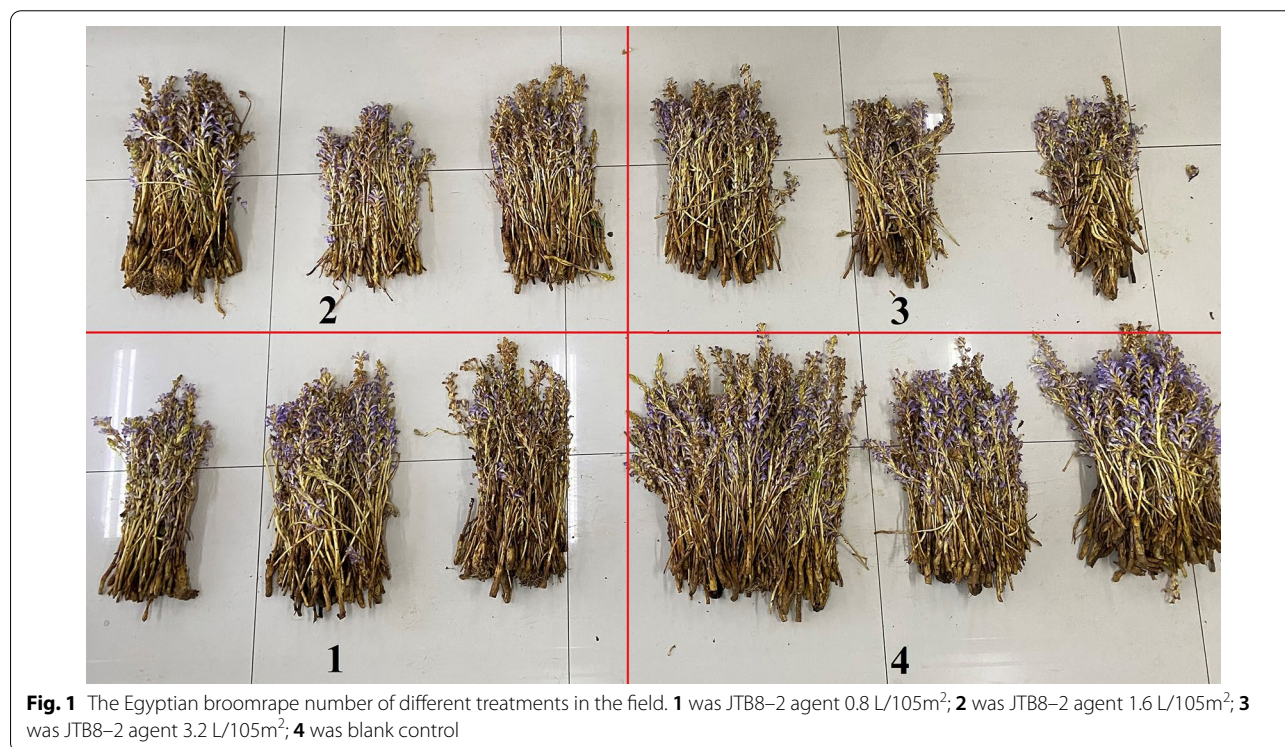 2
3
1
4
Fig. 1 The Egyptian broomrape number of different treatments in the field. 1 was JTB8–2 agent 0.8 L/105m²; 2 was JTB8–2 agent 1.6 L/105m²; 3
was JTB8–2 agent 3.2 L/105m²; 4 was blank control